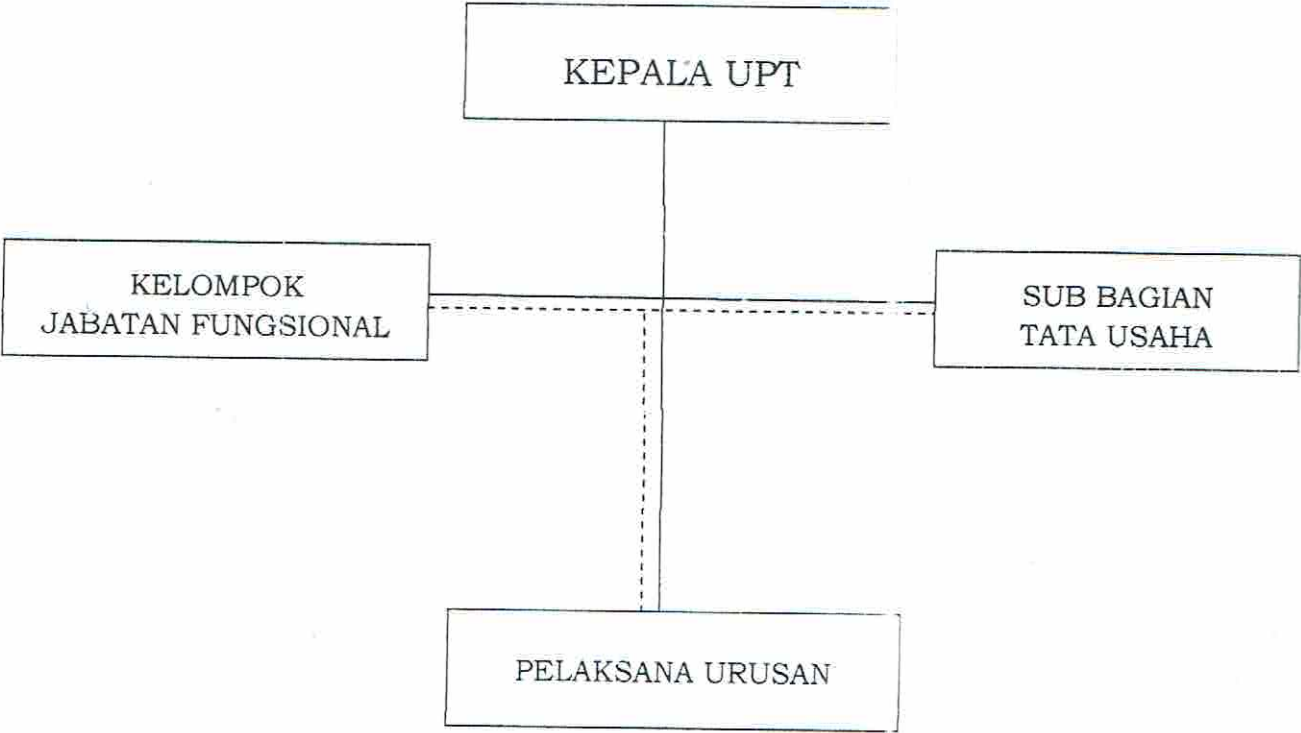 KEPALA UPT
KELOMPOK
JABATAN FUNGSIONAL
SUB BAGIAN
TATA USAHA
PELAKSANA URUSAN